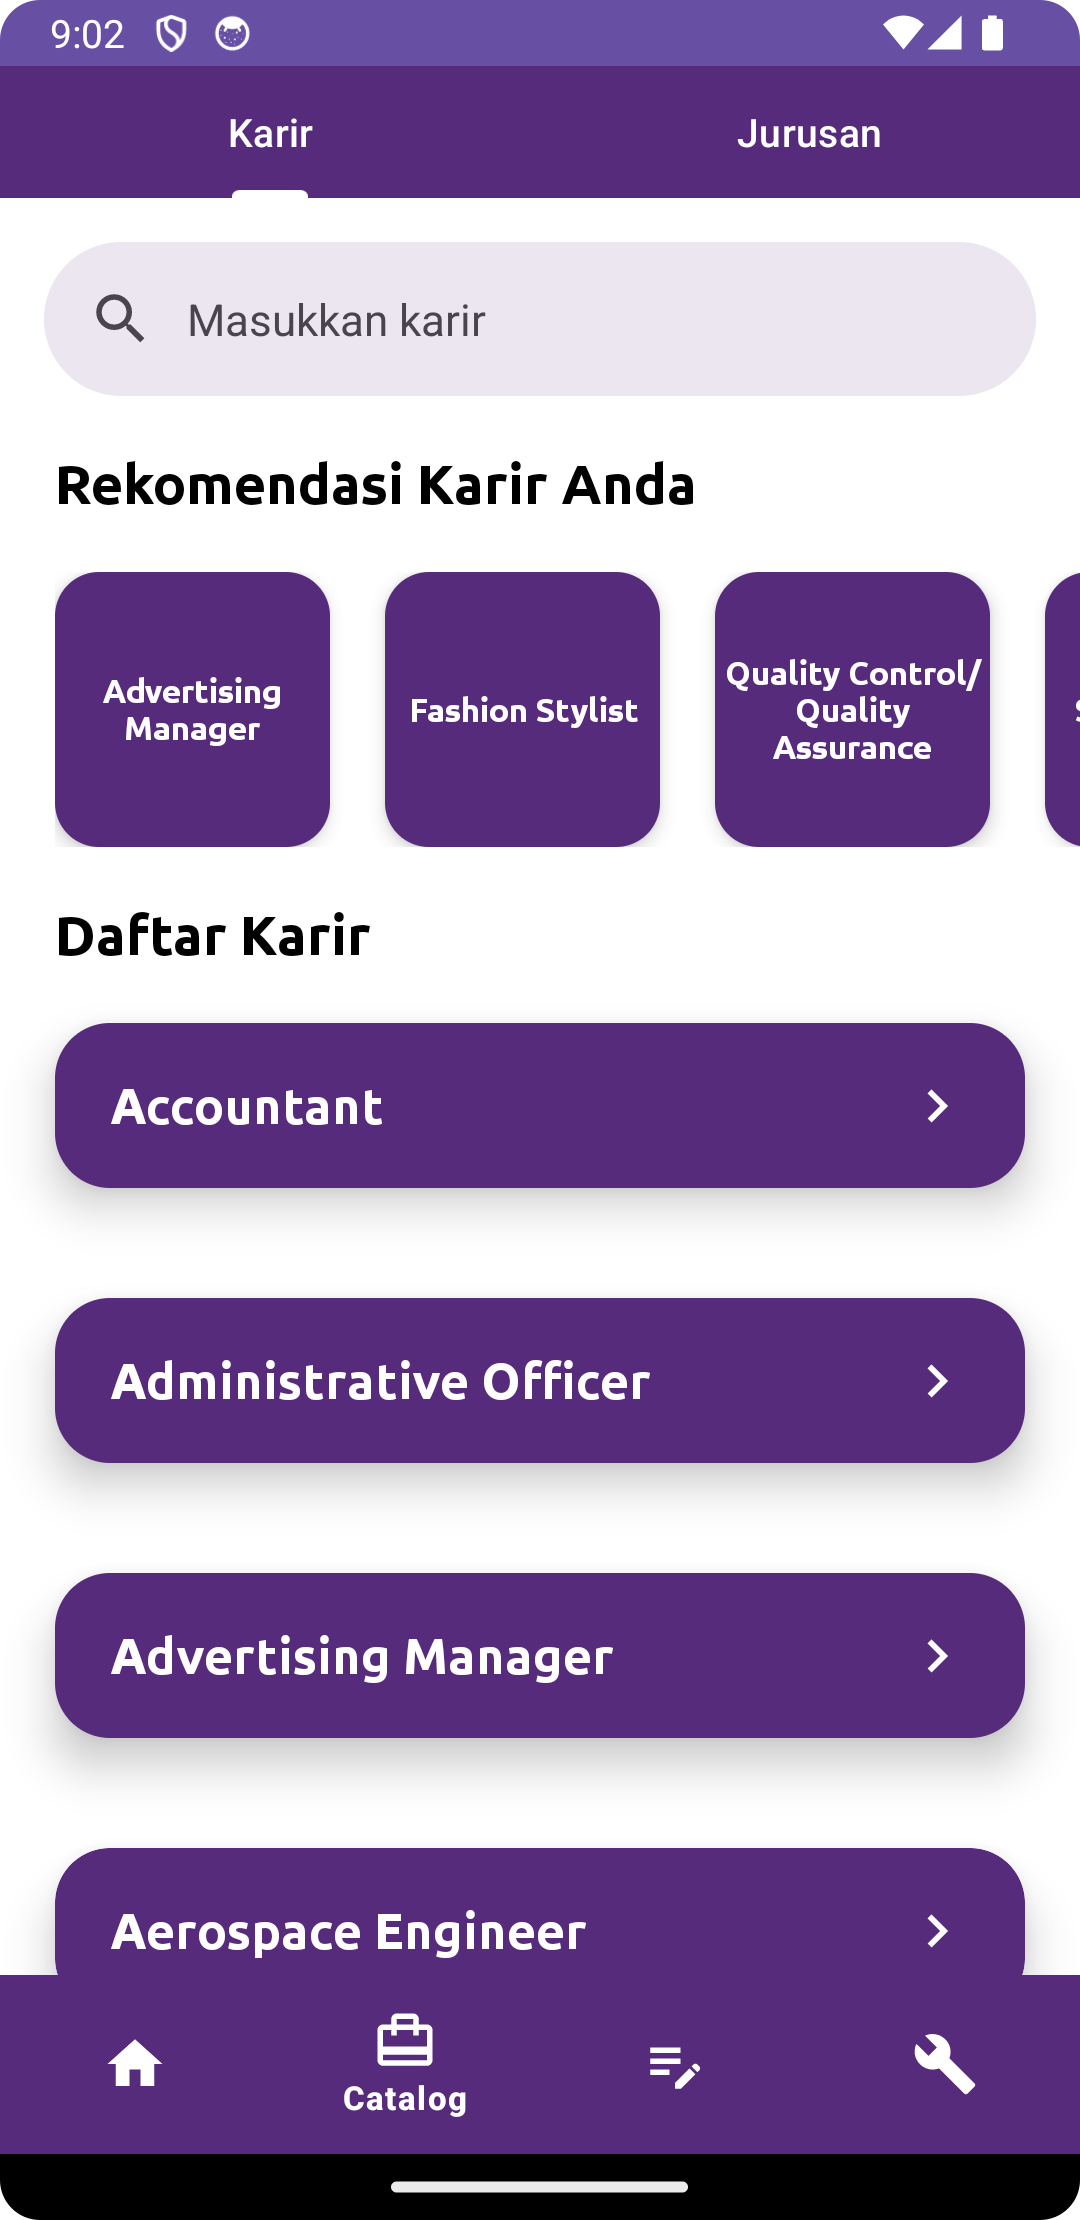 9:02
Karir
Jurusan
Masukkan karir
Rekomendasi Karir Anda
Advertising
Manager
Fashion Stylist
Quality Control/
Quality
Assurance
Daftar Karir
Accountant
Administrative Officer
Advertising Manager
Aerospace Engineer
Catalog